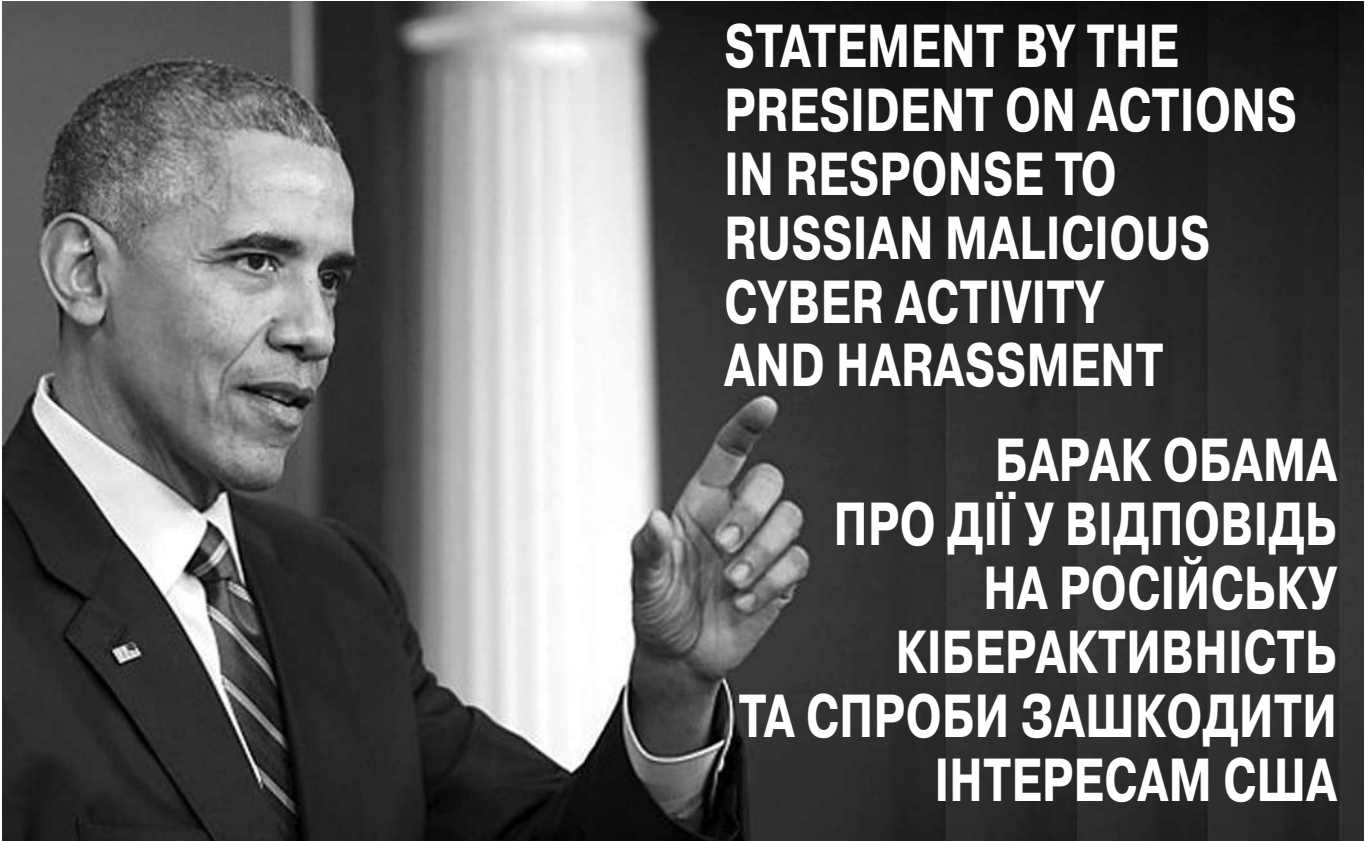 STATEMENT BY THE
PRESIDENT ON ACTIONS
IN RESPONSE TO
RUSSIAN MALICIOUS
CYBER ACTIVITY
AND HARASSMENT
БАРАК ОБАМА
ПРО ДІЇ У ВІДПОВІДЬ
НА РОСІЙСЬКУ
КІБЕРАКТИВНІСТЬ
ТА СПРОБИ ЗАШКОДИТИ
ІНТЕРЕСАМ США